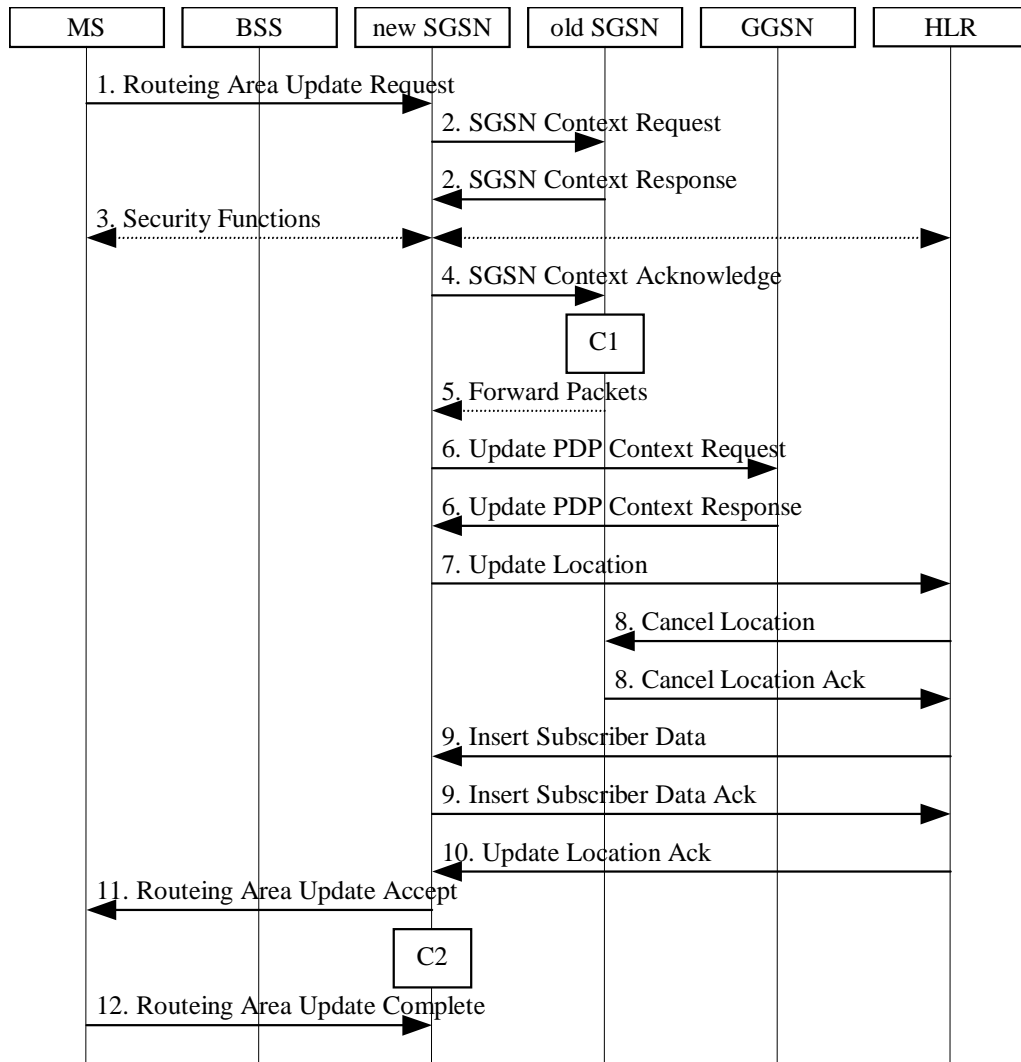 MS BSS new SGSN old SGSN GGSN HLR
1. Routeing Area Update Request
2. SGSN Context Request
2. SGSN Context Response
3. Security Functions
4. SGSN Context Acknowledge
C1
5. Forward Packets
6. Update PDP Context Request
6. Update PDP Context Response
7. Update Location
8. Cancel Location
8. Cancel Location Ack
9. Insert Subscriber Data
9. Insert Subscriber Data Ack
10. Update Location Ack
11. Routeing Area Update Accept
C2
12. Routeing Area Update Complete